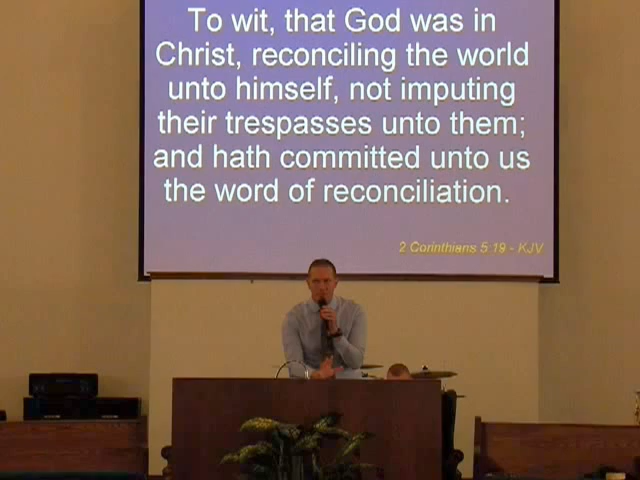 To wit, that God was in
Christ, reconciling the world
unto himself, not imputing
their trespasses unto them;
and hath committed unto us
the word of reconciliation.
2 Corinthians 5:19 - KJV